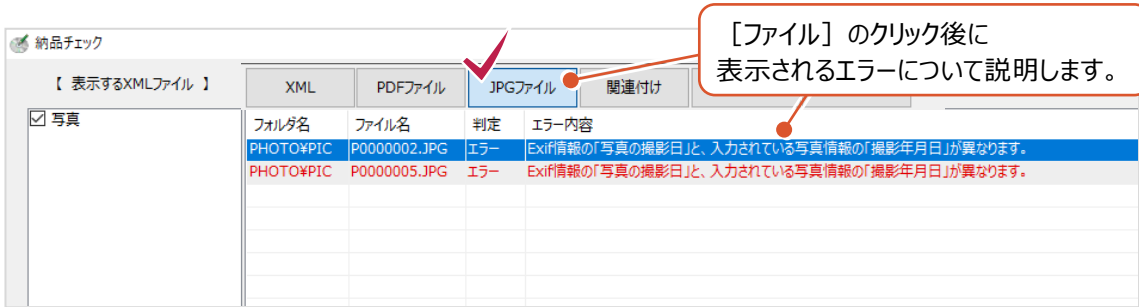 ［ファイル］のクリック後に
表示されるエラーについて説明します。
納品チェック
【 表示するXMLファイル 】
XML PDFファイル JPGファイル 関連付け
写真
フォルダ名 ファイル名 判定 エラー内容
PHOTO¥PIC P0000002.JPG エラー Exif情報の「写真の撮影日」と、入力されている写真情報の「撮影年月日」が異なります。
PHOTO¥PIC P0000005.JPG エラー Exif情報の「写真の撮影日」と、入力されている写真情報の「撮影年月日」が異なります。